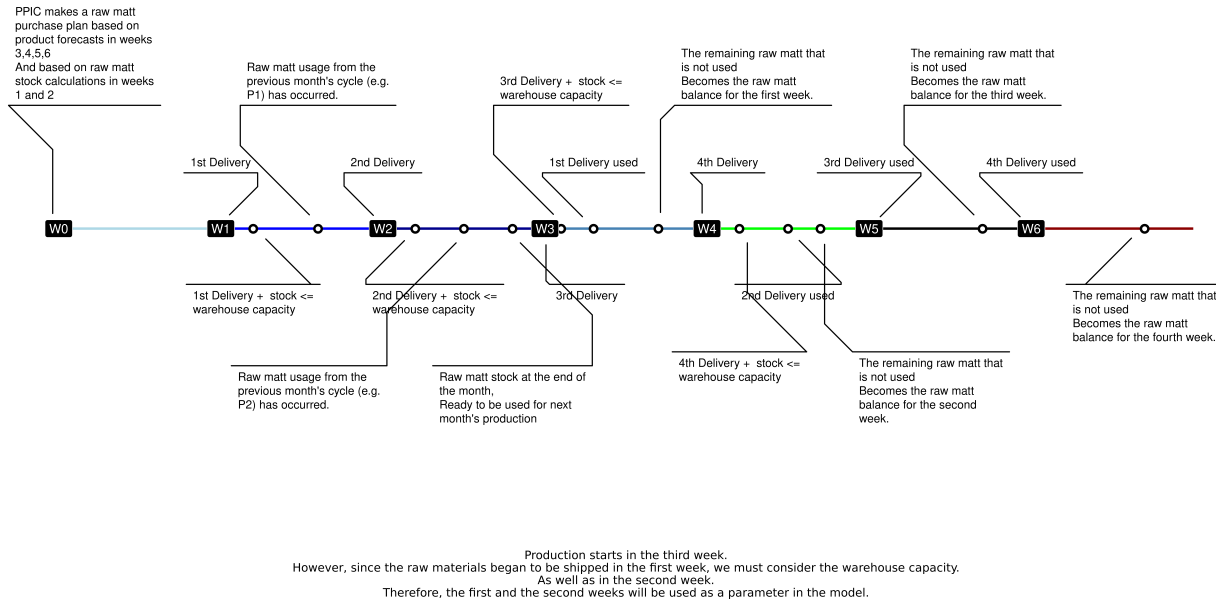 PPIC makes a raw matt
purchase plan based on
product forecasts in weeks
3,4,5,6
And based on raw matt
stock calculations in weeks
1 and 2
Raw matt usage from the
previous month's cycle (e.g.
P1) has occurred.
3rd Delivery +  stock <=
warehouse capacity
The remaining raw matt that
is not used
Becomes the raw matt
balance for the first week.
The remaining raw matt that
is not used
Becomes the raw matt
balance for the third week.
1st Delivery
2nd Delivery
1st Delivery used
4th Delivery
3rd Delivery used
4th Delivery used
W0
W1
W2
W3
W4
W5
W6
1st Delivery +  stock <=
warehouse capacity
2nd Delivery +  stock <=
warehouse capacity
3rd Delivery
2nd Delivery used
The remaining raw matt that
is not used
Becomes the raw matt
balance for the fourth week.
Raw matt usage from the
previous month's cycle (e.g.
P2) has occurred.
Raw matt stock at the end of
the month,
Ready to be used for next
month's production
4th Delivery +  stock <=
warehouse capacity
The remaining raw matt that
is not used
Becomes the raw matt
balance for the second
week.
Production starts in the third week.
However, since the raw materials began to be shipped in the first week, we must consider the warehouse capacity.
As well as in the second week.
Therefore, the first and the second weeks will be used as a parameter in the model.